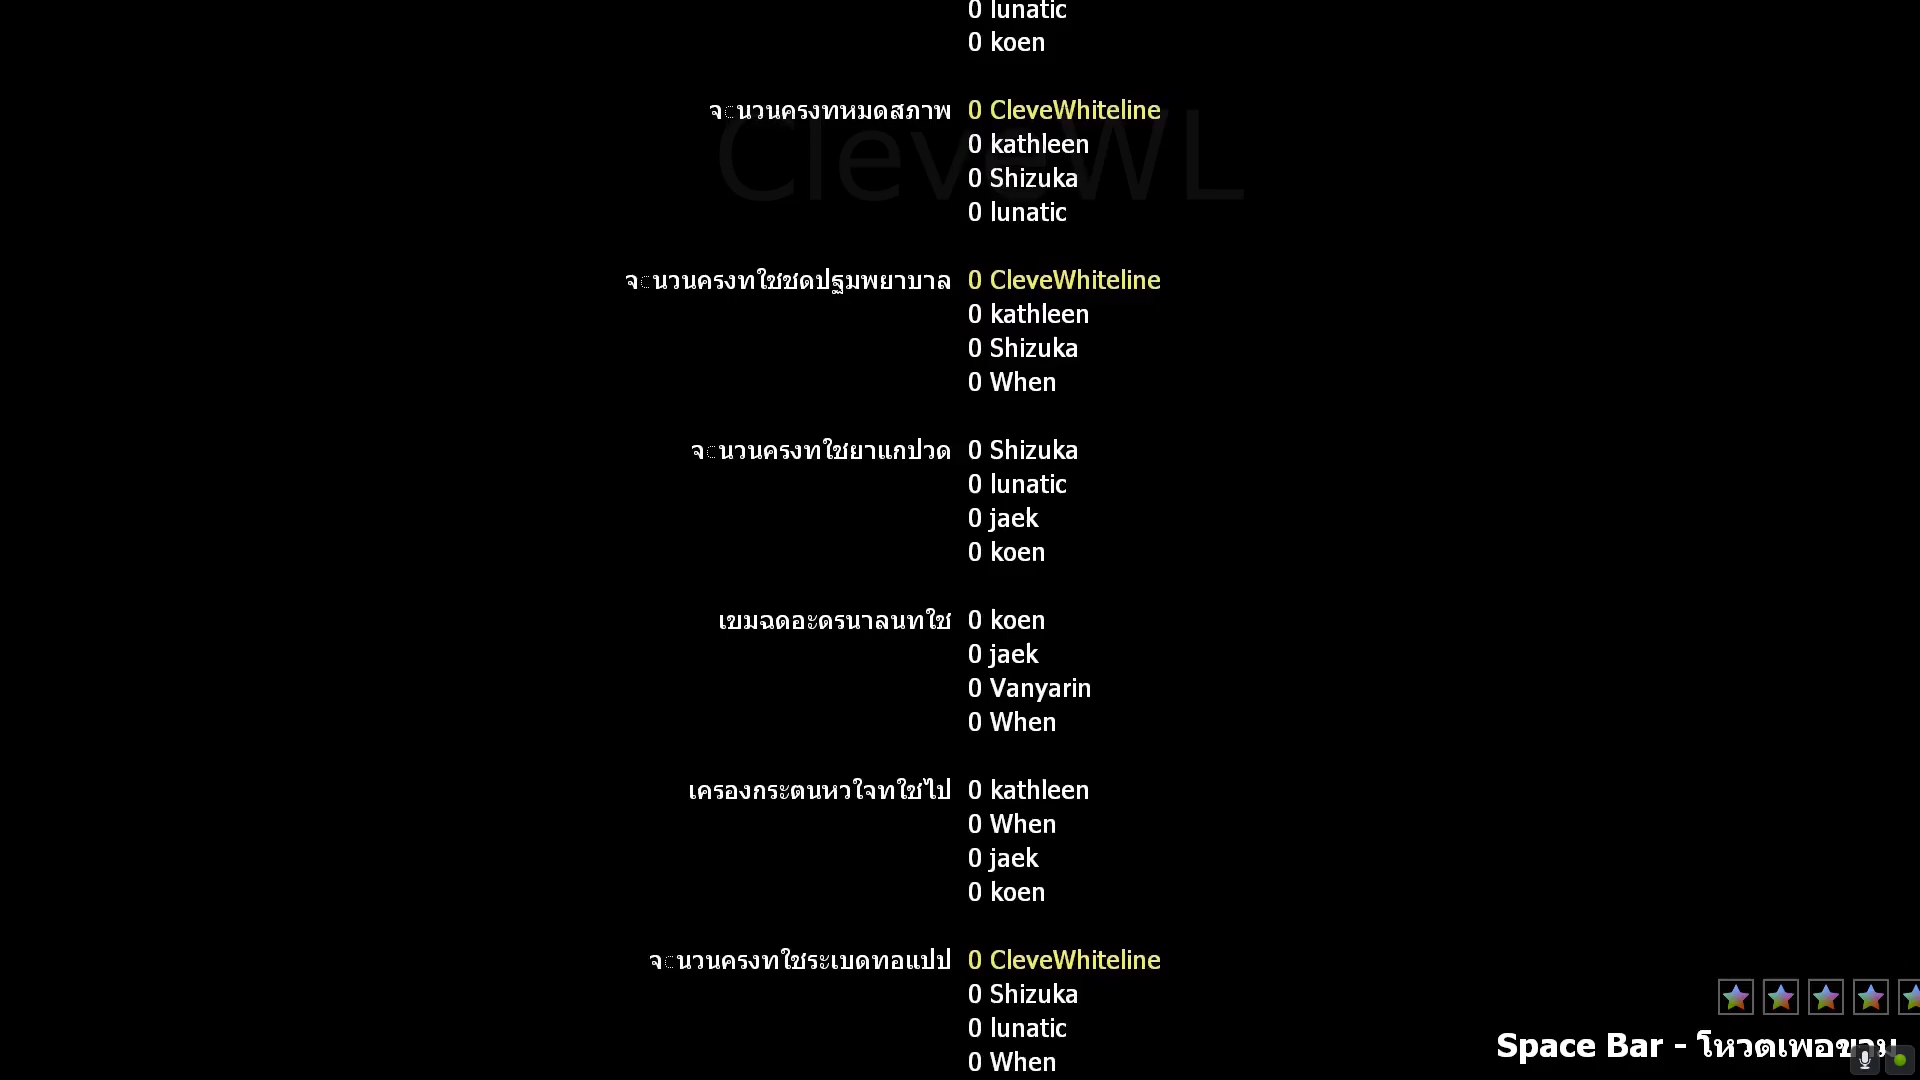 0 lunatic
0 koen
CleveWL
จํนวนครงทหมดสภาพ 0 CleveWhiteline
0 kathleen
0 Shizuka
0 lunatic
จํนวนครงทใชชดปฐมพยาบาล 0 CleveWhiteline
0 kathleen
0 Shizuka
0 When
จํนวนครงทใชยาแกปวด 0 Shizuka
0 lunatic
0 jaek
0 koen
เขมฉดอะดรนาลนทใช 0 koen
0 jaek
0 Vanyarin
0 When
เครองกระตนหวใจทใชไป 0 kathleen
0 When
0 jaek
0 koen
จํนวนครงทใชระเบดทอแปป 0 CleveWhiteline
0 Shizuka
0 lunatic
0 When
Space Bar - โหวตเพอขาม